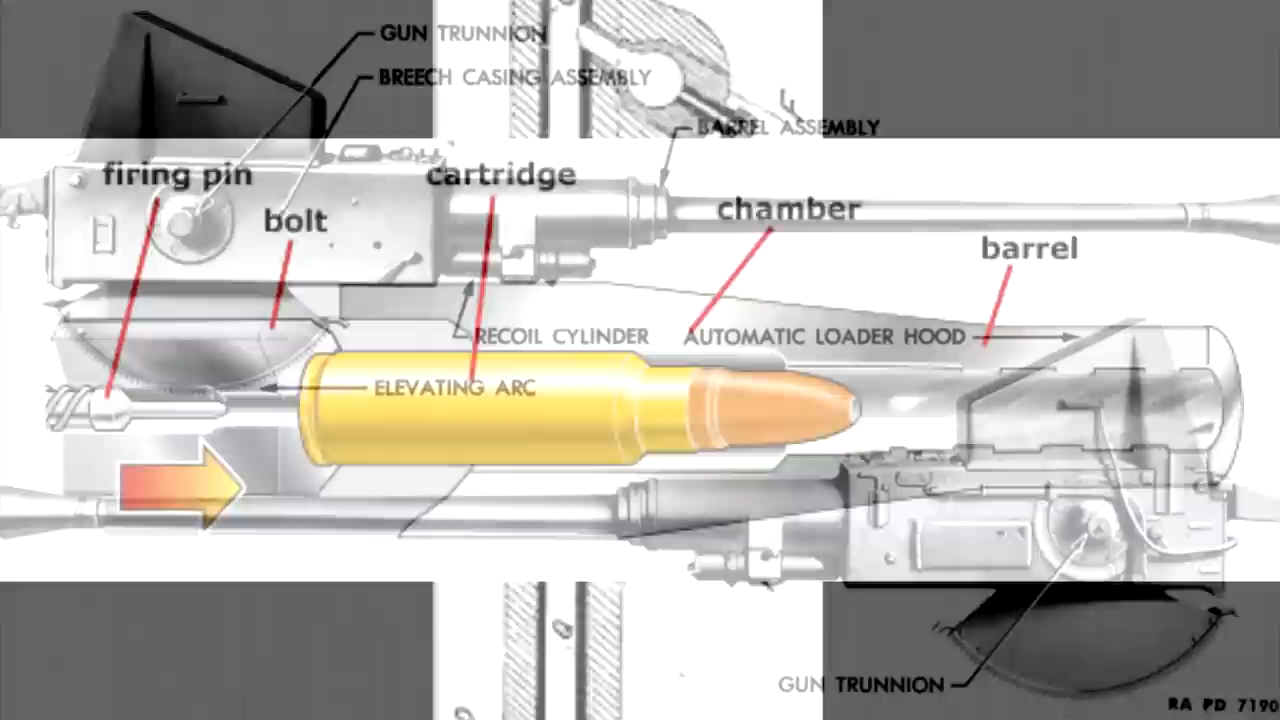 GUN TRUNNION
BREECH CASING ASSEMBLY
BARREL ASSEMBLY
firing pin
cartridge
bolt
chamber
barrel
RECOIL CYLINDER
AUTOMATIC LOADER HOOD
ELEVATING ARC
GUN TRUNNION
RA PD 7190